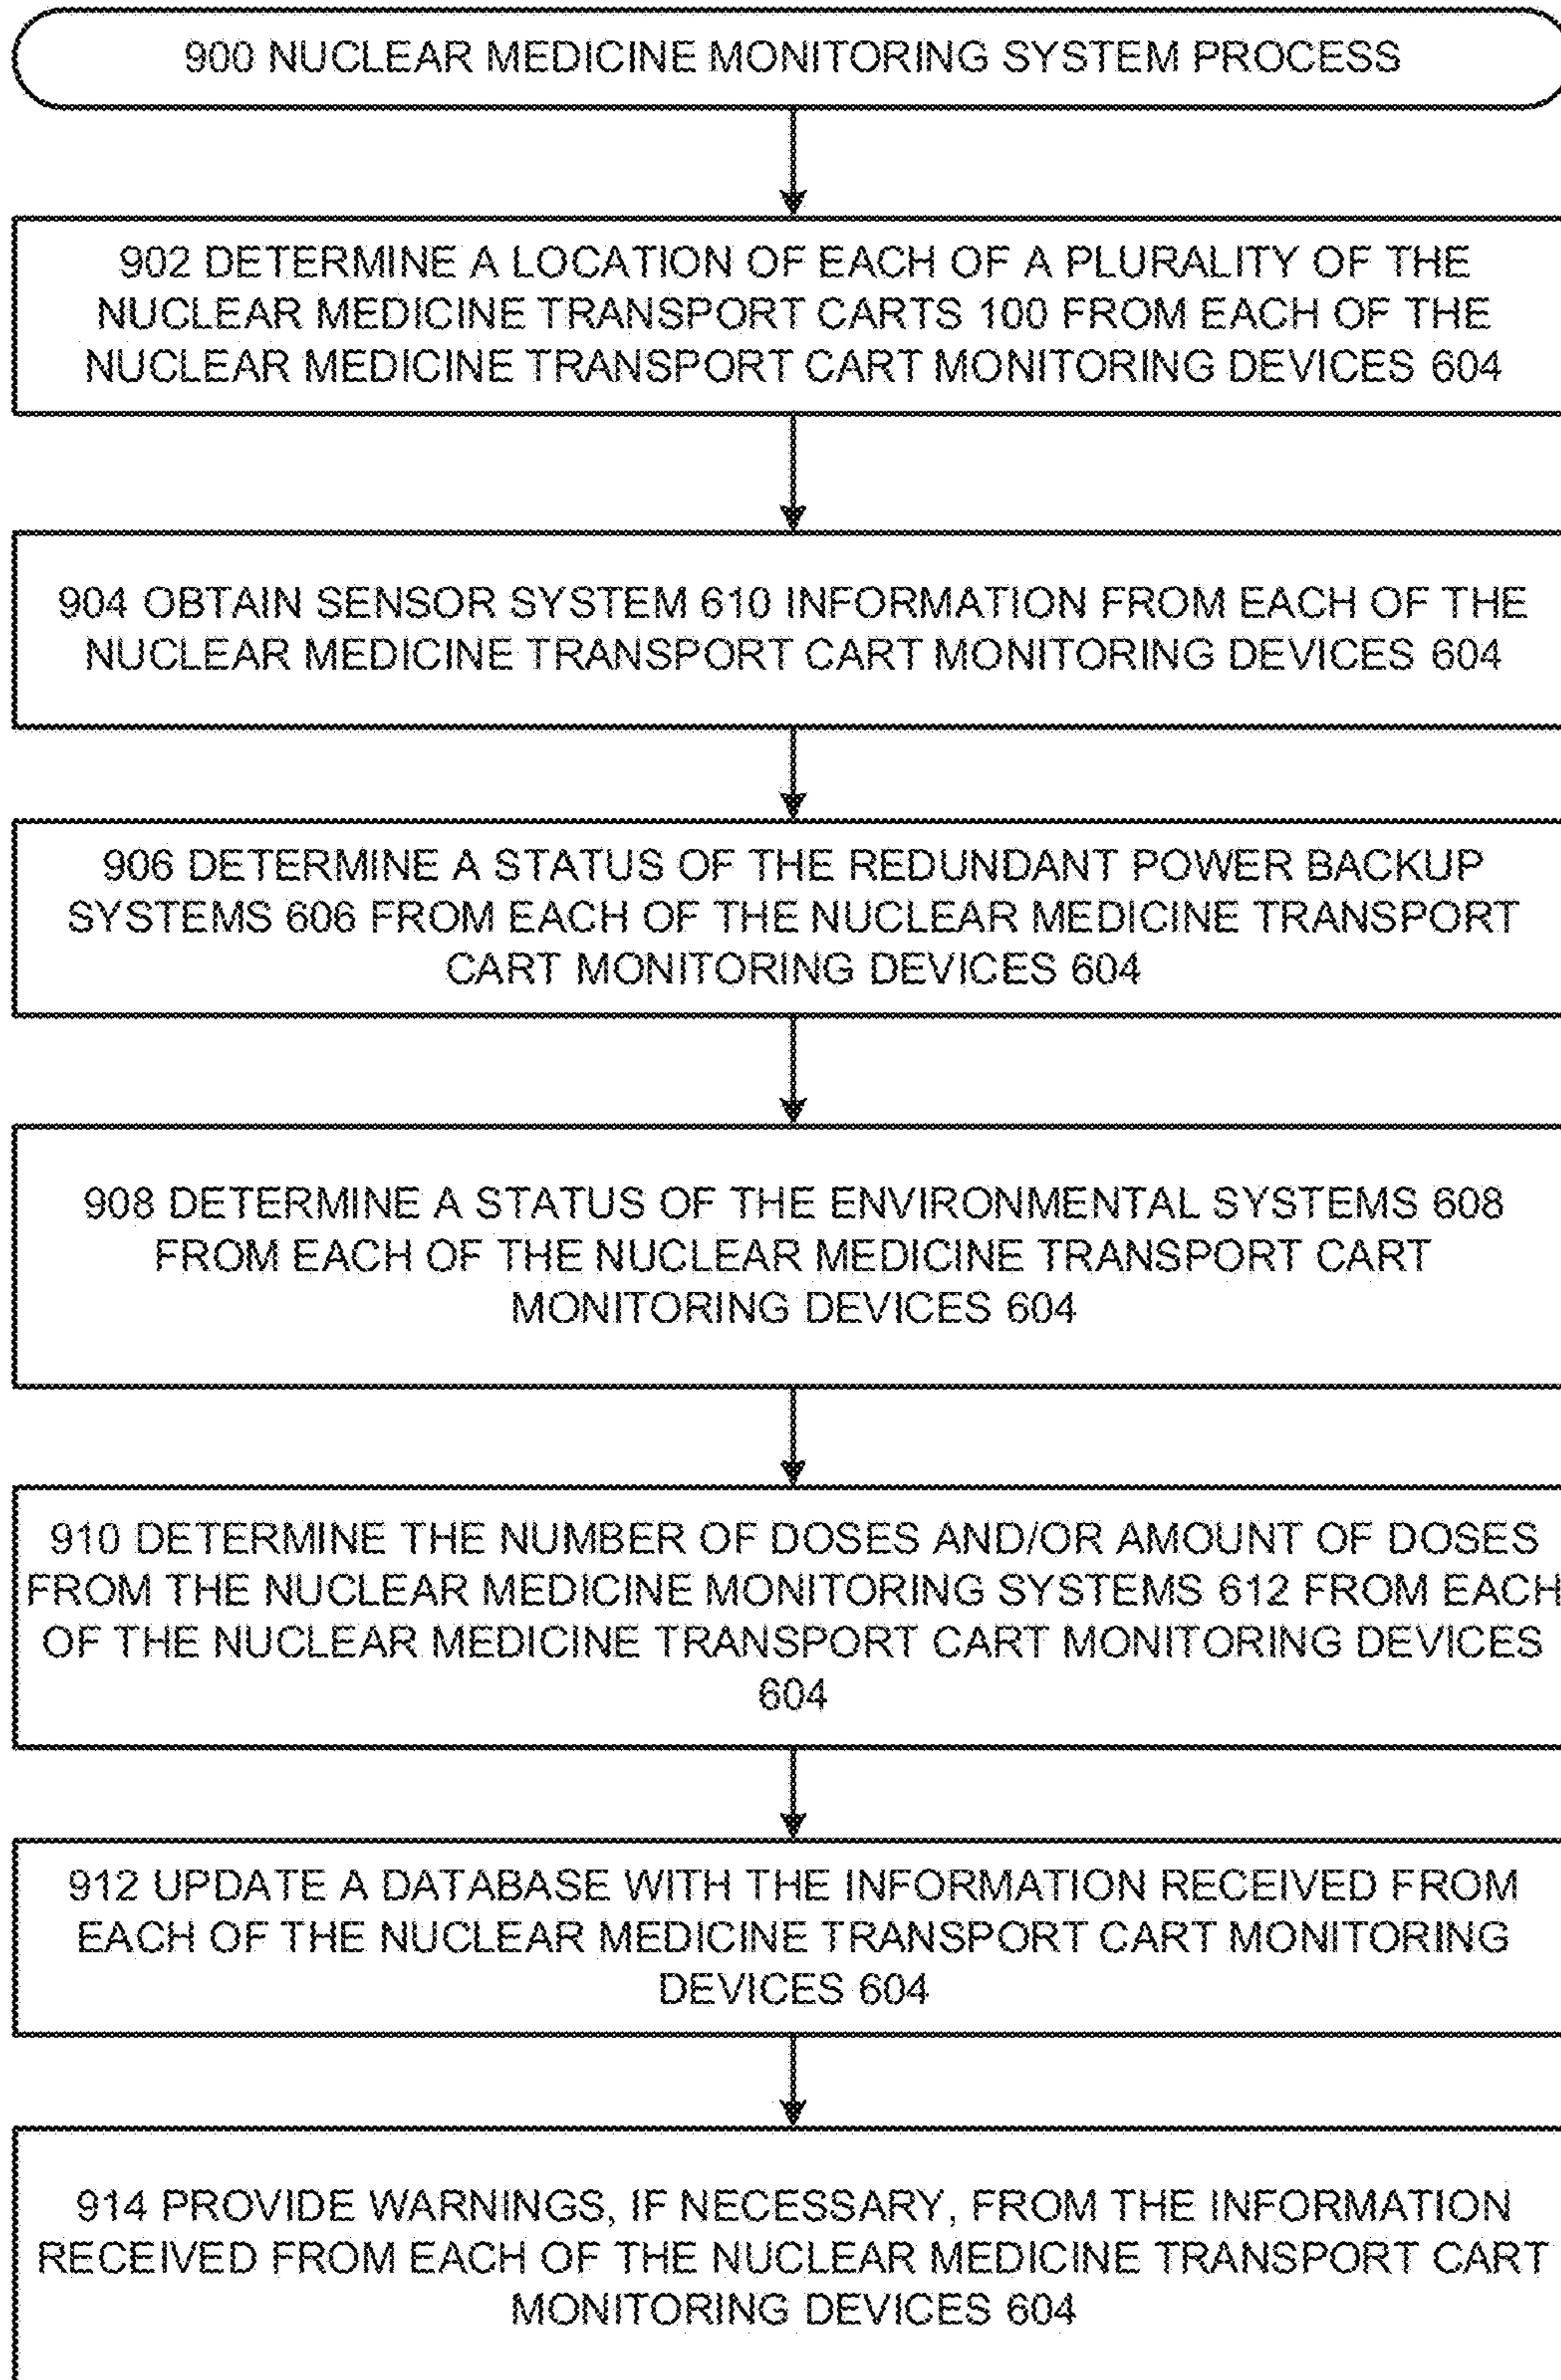 900 NUCLEAR MEDICINE MONITORING SYSTEM PROCESS
902 DETERMINE A LOCATION OF EACH OF A PLURALITY OF THE
NUCLEAR MEDICINE TRANSPORT CARTS 100 FROM EACH OF THE
NUCLEAR MEDICINE TRANSPORT CART MONITORING DEVICES 604
904 OBTAIN SENSOR SYSTEM 610 INFORMATION FROM EACH OF THE
NUCLEAR MEDICINE TRANSPORT CART MONITORING DEVICES 604
906 DETERMINE A STATUS OF THE REDUNDANT POWER BACKUP
SYSTEMS 606 FROM EACH OF THE NUCLEAR MEDICINE TRANSPORT
CART MONITORING DEVICES 604
908 DETERMINE A STATUS OF THE ENVIRONMENTAL SYSTEMS 608
FROM EACH OF THE NUCLEAR MEDICINE TRANSPORT CART
MONITORING DEVICES 604
910 DETERMINE THE NUMBER OF DOSES AND/OR AMOUNT OF DOSES
FROM THE NUCLEAR MEDICINE MONITORING SYSTEMS 612 FROM EACH
OF THE NUCLEAR MEDICINE TRANSPORT CART MONITORING DEVICES
604
912 UPDATE A DATABASE WITH THE INFORMATION RECEIVED FROM
EACH OF THE NUCLEAR MEDICINE TRANSPORT CART MONITORING
DEVICES 604
914 PROVIDE WARNINGS, IF NECESSARY, FROM THE INFORMATION
RECEIVED FROM EACH OF THE NUCLEAR MEDICINE TRANSPORT CART
MONITORING DEVICES 604